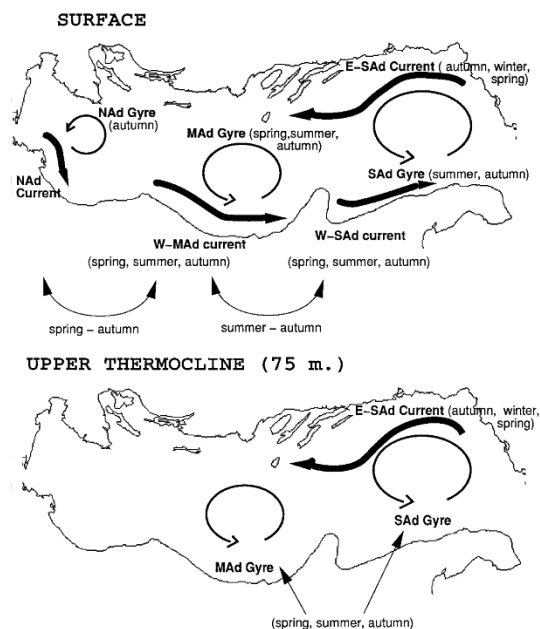 SURFACE
E-SAd Current ( autumn, winter,
spring)
NAd Gyre
(autumn)
MAd Gyre (spring,summer,
autumn)
SAd Gyre (summer, autumn)
NAd
Current
W-MAd current
(spring, summer, autumn)
W-SAd current
(spring, summer, autumn)
spring - autumn
summer - autumn
UPPER THERMOCLINE (75 m.)
E-SAd Current (autumn, winter,
spring)
SAd Gyre
MAd Gyre
(spring, summer, autumn)